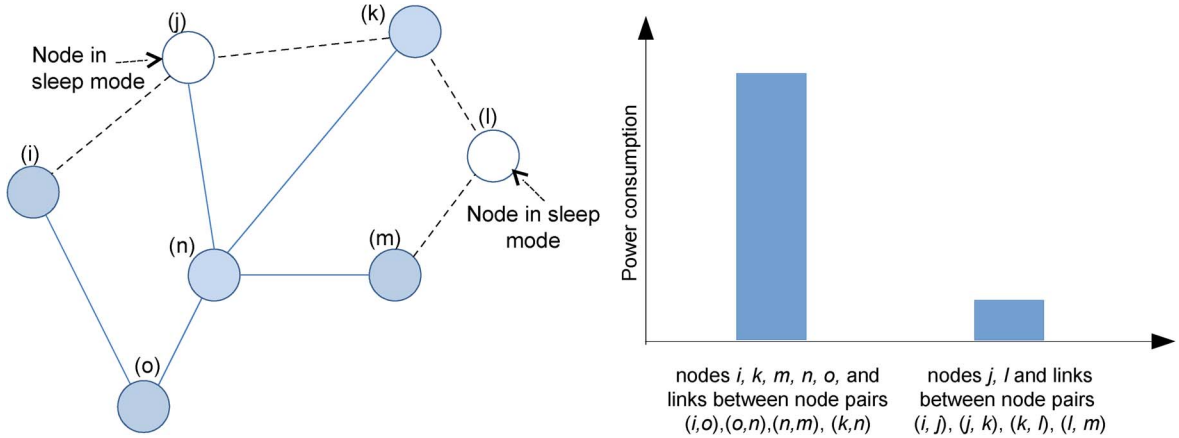 (j)
(k)
Node in
sleep mode
(l)
(i)
Node in sleep
mode
(n)
(m)
(o)
Power consumption
nodes i, k, m, n, o, and
links between node pairs
(i,o),(o,n),(n,m), (k,n)
nodes j, l and links
between node pairs
(i, j), (j, k), (k, l), (l, m)